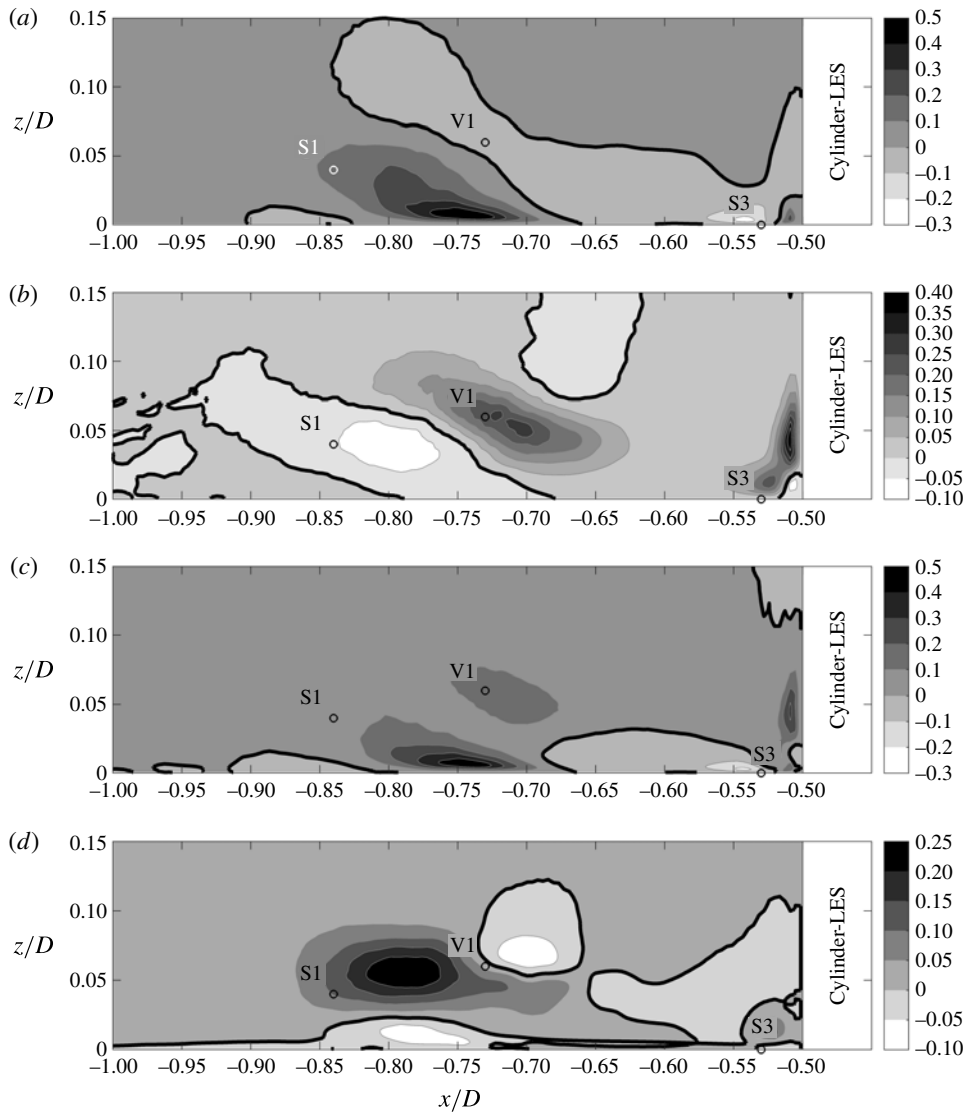 (a)
0.15
0.10
z/D
0.05
0
V1
S1
S3
Cylinder-LES
0.5
0.4
0.3
0.2
0.1
0
–0.1
–0.2
–0.3
–1.00 –0.95 –0.90 –0.85 –0.80 –0.75 –0.70 –0.65 –0.60 –0.55 –0.50
(b)
0.15
0.10
z/D
0.05
0
V1
S1
S3
Cylinder-LES
0.40
0.35
0.30
0.25
0.20
0.15
0.10
0.05
0
–0.05
–0.10
–1.00 –0.95 –0.90 –0.85 –0.80 –0.75 –0.70 –0.65 –0.60 –0.55 –0.50
(c)
0.15
0.10
z/D
0.05
0
V1
S1
S3
Cylinder-LES
0.5
0.4
0.3
0.2
0.1
0
–0.1
–0.2
–0.3
–1.00 –0.95 –0.90 –0.85 –0.80 –0.75 –0.70 –0.65 –0.60 –0.55 –0.50
(d)
0.15
0.10
z/D
0.05
0
V1
S1
S3
Cylinder-LES
0.25
0.20
0.15
0.10
0.05
0
–0.05
–0.10
–1.00 –0.95 –0.90 –0.85 –0.80 –0.75 –0.70 –0.65 –0.60 –0.55 –0.50
x/D